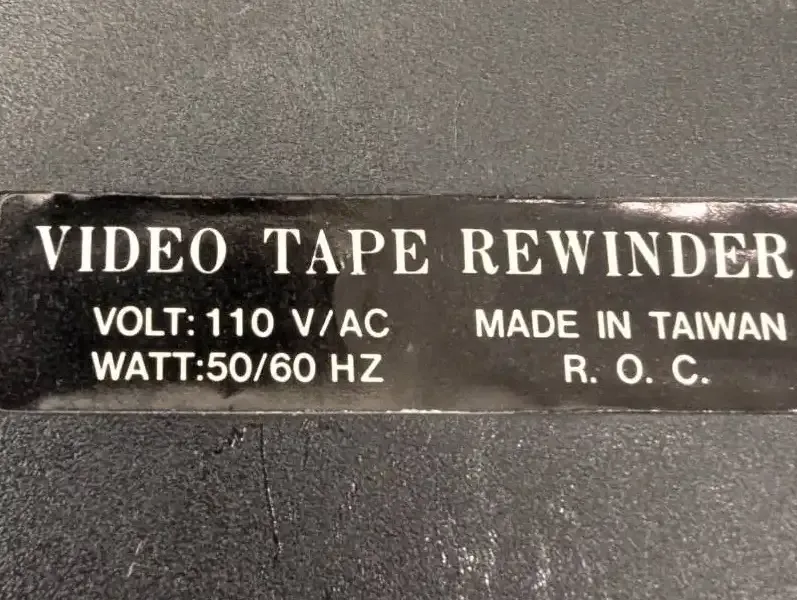 VIDEO TAPE REWINDER
VOLT: 110 V/AC
WATT:50/60 HZ
MADE IN TAIWAN
R. O. C.